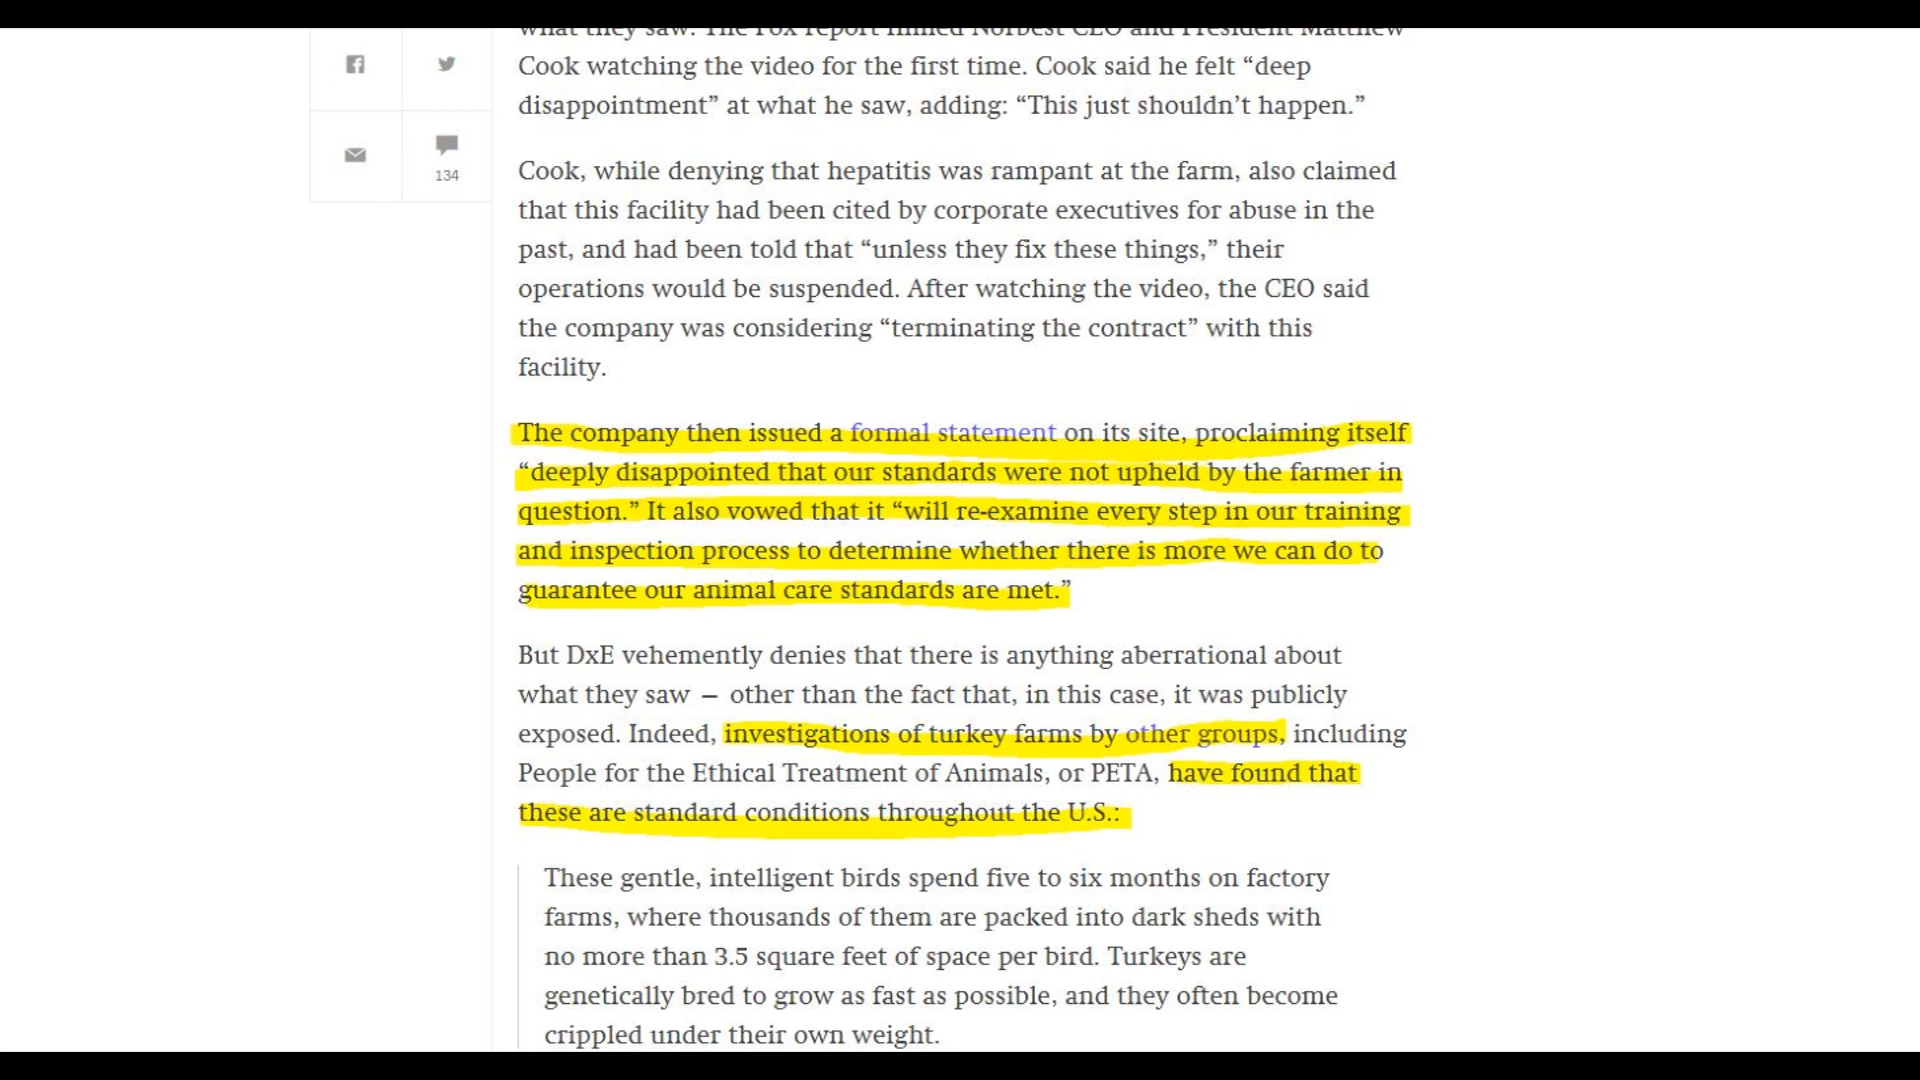 what they saw. The Fox report filmed Norbest CEO and President Matthew
Cook watching the video for the first time. Cook said he felt “deep
disappointment” at what he saw, adding: “This just shouldn’t happen.”
134
Cook, while denying that hepatitis was rampant at the farm, also claimed
that this facility had been cited by corporate executives for abuse in the
past, and had been told that “unless they fix these things,” their
operations would be suspended. After watching the video, the CEO said
the company was considering “terminating the contract” with this
facility.
The company then issued a formal statement on its site, proclaiming itself
“deeply disappointed that our standards were not upheld by the farmer in
question.” It also vowed that it “will re-examine every step in our training
and inspection process to determine whether there is more we can do to
guarantee our animal care standards are met.”
But DxE vehemently denies that there is anything aberrational about
what they saw – other than the fact that, in this case, it was publicly
exposed. Indeed, investigations of turkey farms by other groups, including
People for the Ethical Treatment of Animals, or PETA, have found that
these are standard conditions throughout the U.S.:
These gentle, intelligent birds spend five to six months on factory
farms, where thousands of them are packed into dark sheds with
no more than 3.5 square feet of space per bird. Turkeys are
genetically bred to grow as fast as possible, and they often become
crippled under their own weight.